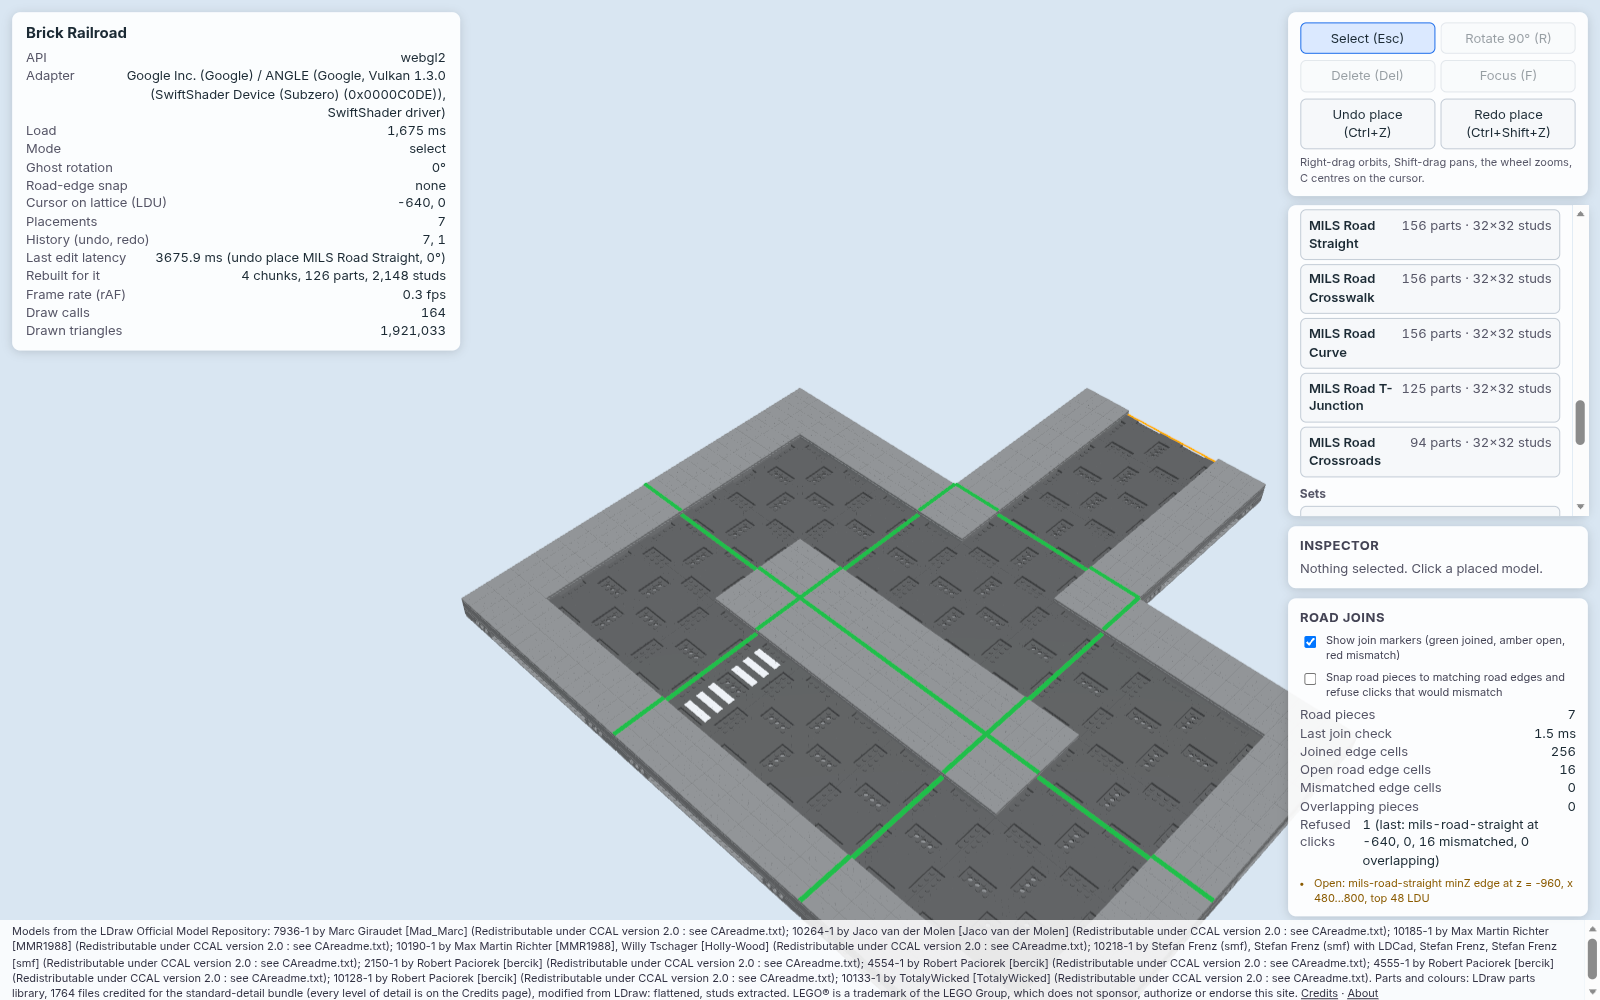 Brick Railroad
API webgl2
Adapter Google Inc. (Google) / ANGLE (Google, Vulkan 1.3.0
(SwiftShader Device (Subzero) (0x0000C0DE)),
SwiftShader driver)
Load 1,675 ms
Mode select
Ghost rotation 0°
Road-edge snap none
Cursor on lattice (LDU) -640, 0
Placements 7
History (undo, redo) 7, 1
Last edit latency 3675.9 ms (undo place MILS Road Straight, 0°)
Rebuilt for it 4 chunks, 126 parts, 2,148 studs
Frame rate (rAF) 0.3 fps
Draw calls 164
Drawn triangles 1,921,033
Select (Esc) Rotate 90° (R)
Delete (Del) Focus (F)
Undo place Redo place
(Ctrl+Z) (Ctrl+Shift+Z)
Right-drag orbits, Shift-drag pans, the wheel zooms,
C centres on the cursor.
MILS Road 156 parts · 32×32 studs
Straight
MILS Road 156 parts · 32×32 studs
Crosswalk
MILS Road 156 parts · 32×32 studs
Curve
MILS Road T- 125 parts · 32×32 studs
Junction
MILS Road 94 parts · 32×32 studs
Crossroads
Sets
INSPECTOR
Nothing selected. Click a placed model.
ROAD JOINS
Show join markers (green joined, amber open,
red mismatch)
Snap road pieces to matching road edges and
refuse clicks that would mismatch
Road pieces 7
Last join check 1.5 ms
Joined edge cells 256
Open road edge cells 16
Mismatched edge cells 0
Overlapping pieces 0
Refused 1 (last: mils-road-straight at
clicks -640, 0, 16 mismatched, 0
overlapping)
• Open: mils-road-straight minZ edge at z = -960, x
480…800, top 48 LDU
Models from the LDraw Official Model Repository: 7936-1 by Marc Giraudet [Mad_Marc] (Redistributable under CCAL version 2.0 : see CAreadme.txt); 10264-1 by Jaco van der Molen [Jaco van der Molen] (Redistributable under CCAL version 2.0 : see CAreadme.txt); 10185-1 by Max Martin Richter
[MMR1988] (Redistributable under CCAL version 2.0 : see CAreadme.txt); 10190-1 by Max Martin Richter [MMR1988], Willy Tschager [Holly-Wood] (Redistributable under CCAL version 2.0 : see CAreadme.txt); 10218-1 by Stefan Frenz (smf), Stefan Frenz (smf) with LDCad, Stefan Frenz, Stefan Frenz
[smf] (Redistributable under CCAL version 2.0 : see CAreadme.txt); 2150-1 by Robert Paciorek [bercik] (Redistributable under CCAL version 2.0 : see CAreadme.txt); 4554-1 by Robert Paciorek [bercik] (Redistributable under CCAL version 2.0 : see CAreadme.txt); 4555-1 by Robert Paciorek [bercik]
(Redistributable under CCAL version 2.0 : see CAreadme.txt); 10128-1 by Robert Paciorek [bercik] (Redistributable under CCAL version 2.0 : see CAreadme.txt); 10133-1 by TotalyWicked [TotalyWicked] (Redistributable under CCAL version 2.0 : see CAreadme.txt). Parts and colours: LDraw parts
library, 1764 files credited for the standard-detail bundle (every level of detail is on the Credits page), modified from LDraw: flattened, studs extracted. LEGO® is a trademark of the LEGO Group, which does not sponsor, authorize or endorse this site. Credits · About